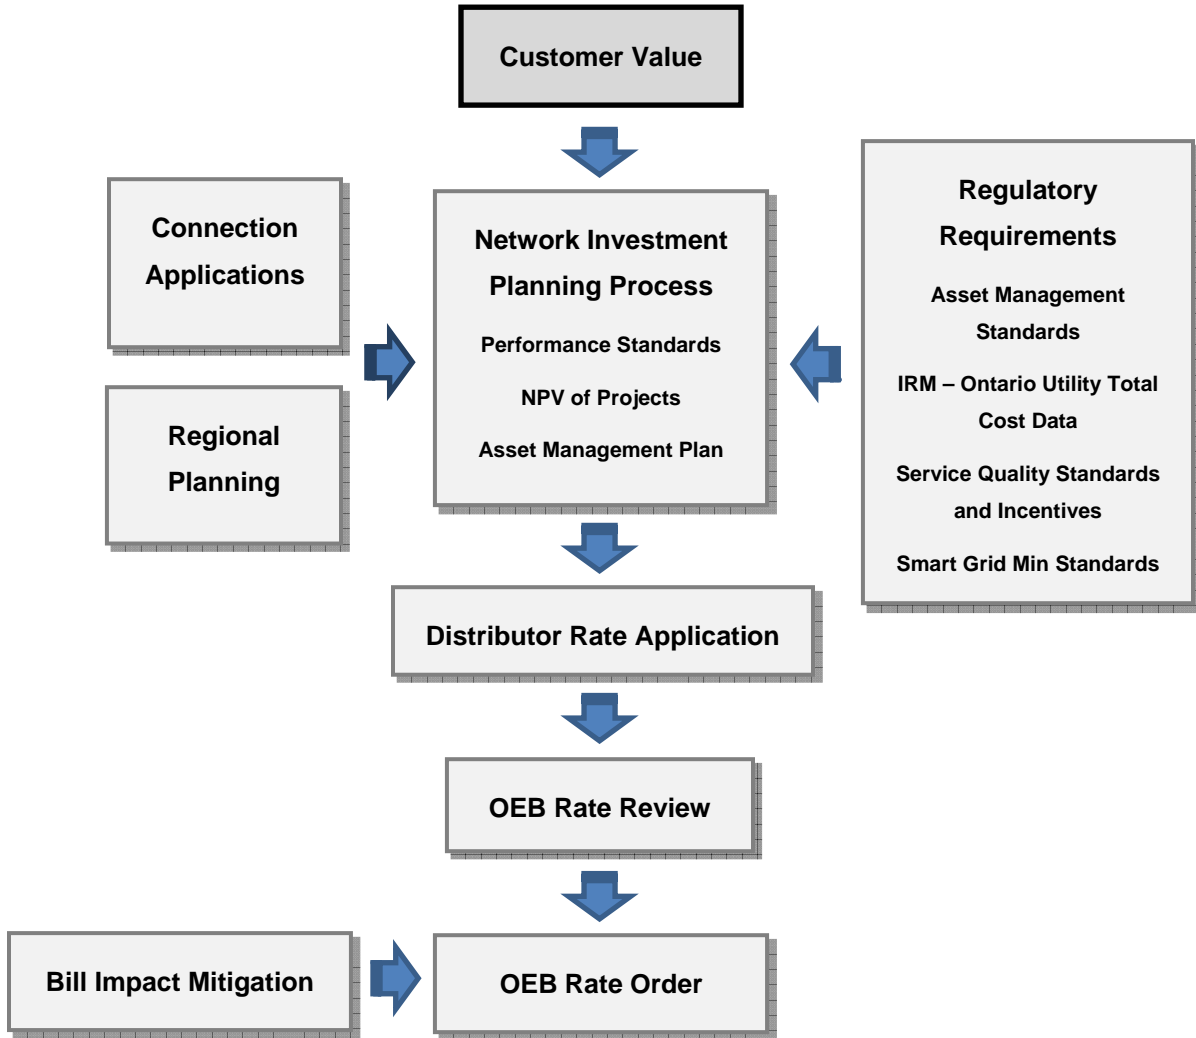 Customer Value
Connection
Applications
Regional
Planning
Network Investment
Planning Process
Performance Standards
NPV of Projects
Asset Management Plan
Regulatory
Requirements
Asset Management
Standards
IRM – Ontario Utility Total
Cost Data
Service Quality Standards
and Incentives
Smart Grid Min Standards
Distributor Rate Application
OEB Rate Review
Bill Impact Mitigation
OEB Rate Order